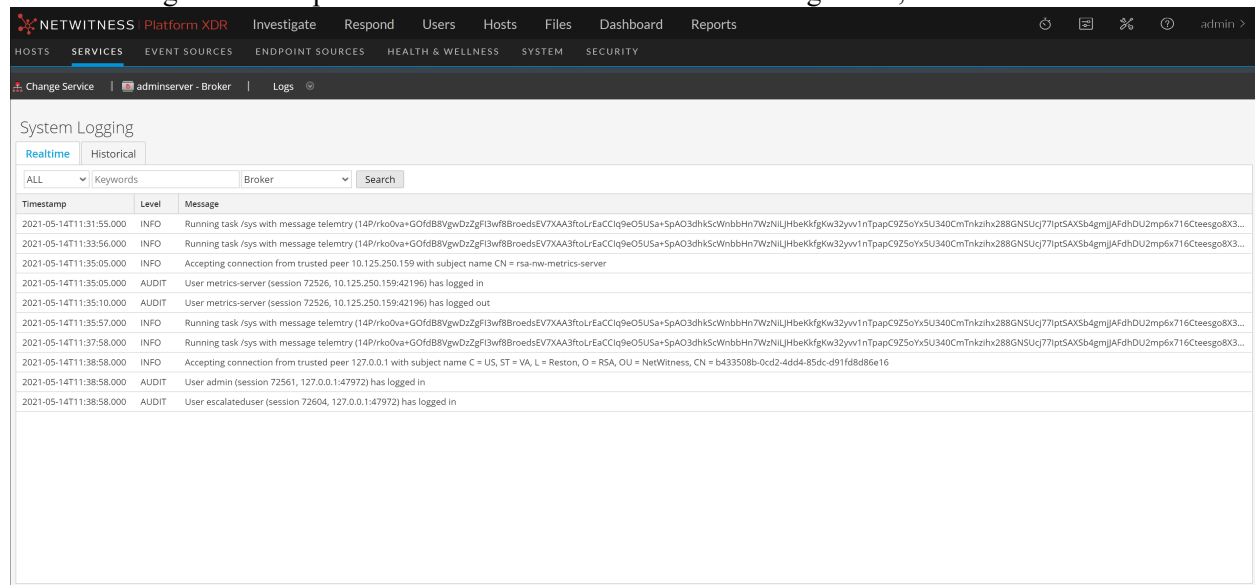 NETWITNESS Platform XDR Investigate Respond Users Hosts Files Dashboard Reports admin >
HOSTS SERVICES EVENT SOURCES ENDPOINT SOURCES HEALTH & WELLNESS SYSTEM SECURITY
Change Service | adminserver - Broker | Logs
System Logging
Realtime Historical
ALL Keywords Broker Search
Timestamp Level Message
2021-05-14T11:31:55.000 INFO Running task /sys with message telemtry
2021-05-14T11:33:56.000 INFO Running task /sys with message telemtry
2021-05-14T11:35:05.000 INFO Accepting connection from trusted peer 10.125.250.159 with subject name CN = rsa-nw-metrics-server
2021-05-14T11:35:05.000 AUDIT User metrics-server (session 72526, 10.125.250.159:42196) has logged in
2021-05-14T11:35:10.000 AUDIT User metrics-server (session 72526, 10.125.250.159:42196) has logged out
2021-05-14T11:35:57.000 INFO Running task /sys with message telemtry
2021-05-14T11:37:58.000 INFO Running task /sys with message telemtry
2021-05-14T11:38:58.000 INFO Accepting connection from trusted peer 127.0.0.1 with subject name C = US, ST = VA, L = Reston, O = RSA, OU = NetWitness, CN = b433508b-0cd2-4dd4-85dc-d91fd8d86e16
2021-05-14T11:38:58.000 AUDIT User admin (session 72561, 127.0.0.1:47972) has logged in
2021-05-14T11:38:58.000 AUDIT User escalateduser (session 72604, 127.0.0.1:47972) has logged in